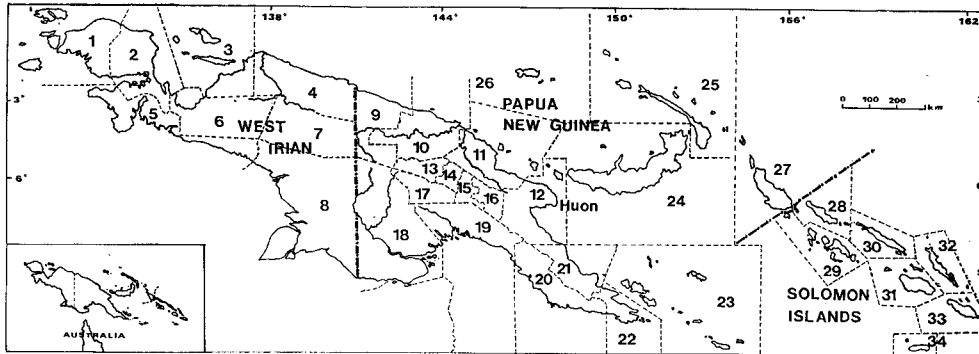 138° 144° 150° 156° 162°
1 2 3 26 25
3° 4 PAPUA 0 100 200
9 NEW GUINEA km
5 6 WEST 7 10 27
IRIAN 11
6° 13 14 12 28
17 15 16 24
8 Huon
18 19 30 32
29
20 21 31
23 SOLOMON
ISLANDS 33
AUSTRALIA 22 34